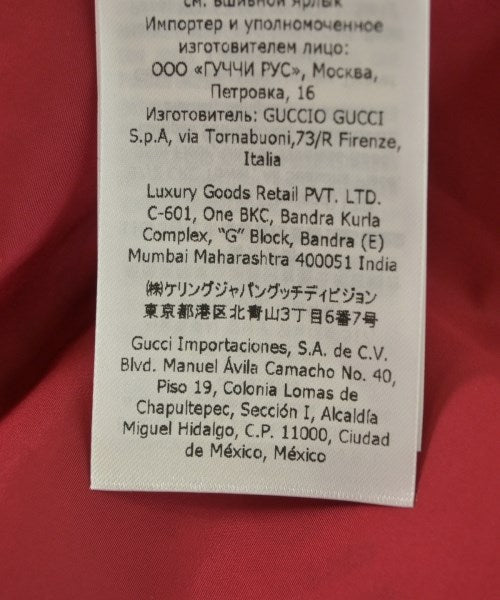 см. вшивной ярлык
Импортер и уполномоченное
изготовителем лицо:
ООО «ГУЧЧИ РУС», Москва,
Петровка, 16
Изготовитель: GUCCIO GUCCI
S.p.A, via Tornabuoni,73/R Firenze,
Italia
Luxury Goods Retail PVT. LTD.
C-601, One BKC, Bandra Kurla
Complex, “G” Block, Bandra (E)
Mumbai Maharashtra 400051 India
㈱ケリングジャパングッチディビジョン
東京都港区北青山3丁目6番7号
Gucci Importaciones, S.A. de C.V.
Blvd. Manuel Ávila Camacho No. 40,
Piso 19, Colonia Lomas de
Chapultepec, Sección I, Alcaldía
Miguel Hidalgo, C.P. 11000, Ciudad
de México, México